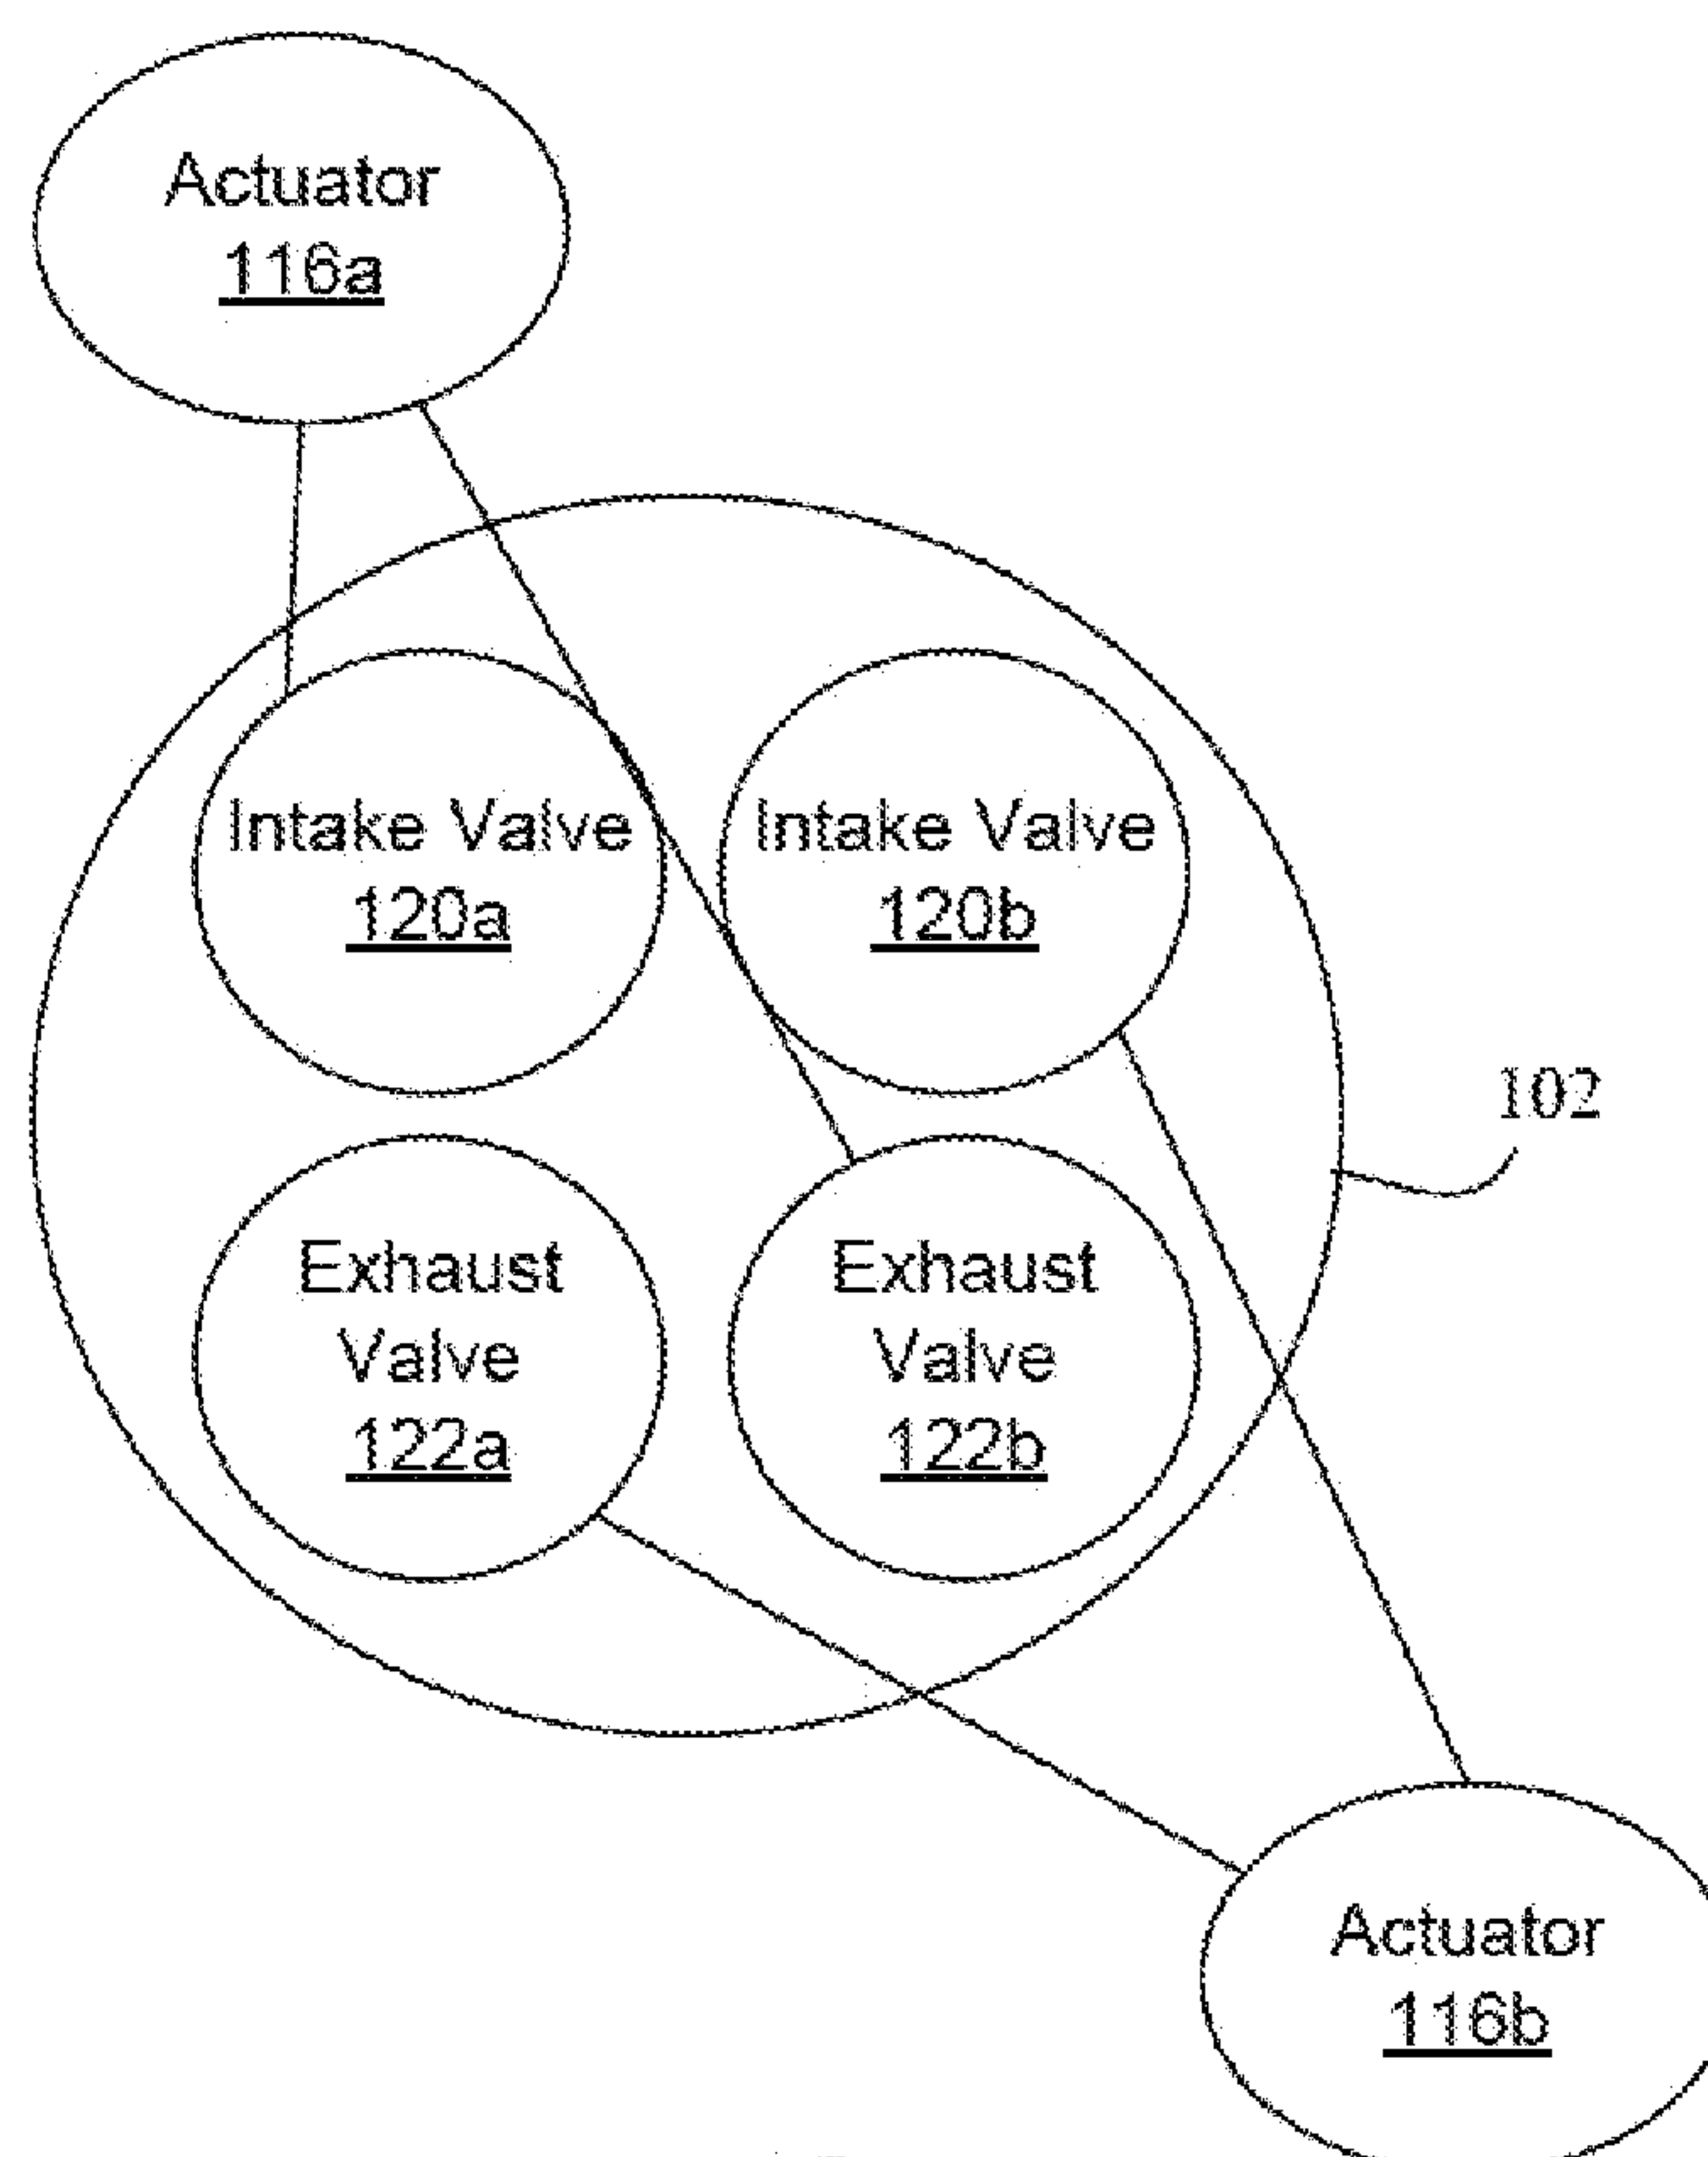 Actuator
116a
Intake Valve
120a
Intake Valve
120b
102
Exhaust
Valve
122a
Exhaust
Valve
122b
Actuator
116b